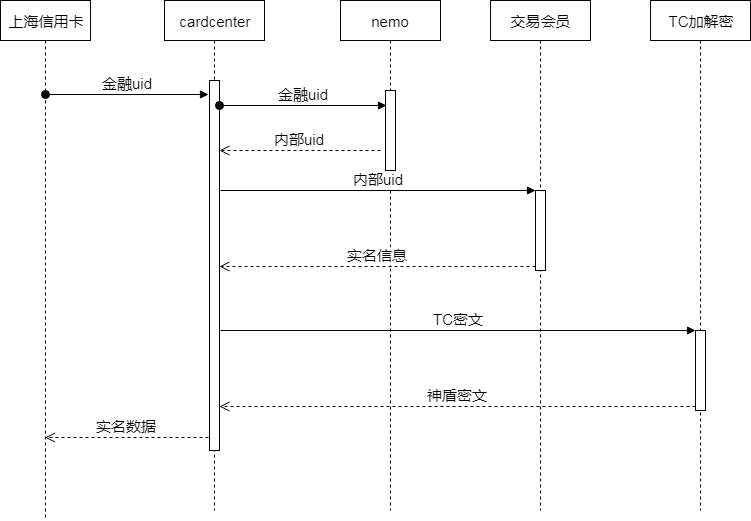 上海信用卡
cardcenter
nemo
交易会员
TC加解密
金融uid
金融uid
内部uid
内部uid
实名信息
TC密文
神盾密文
实名数据